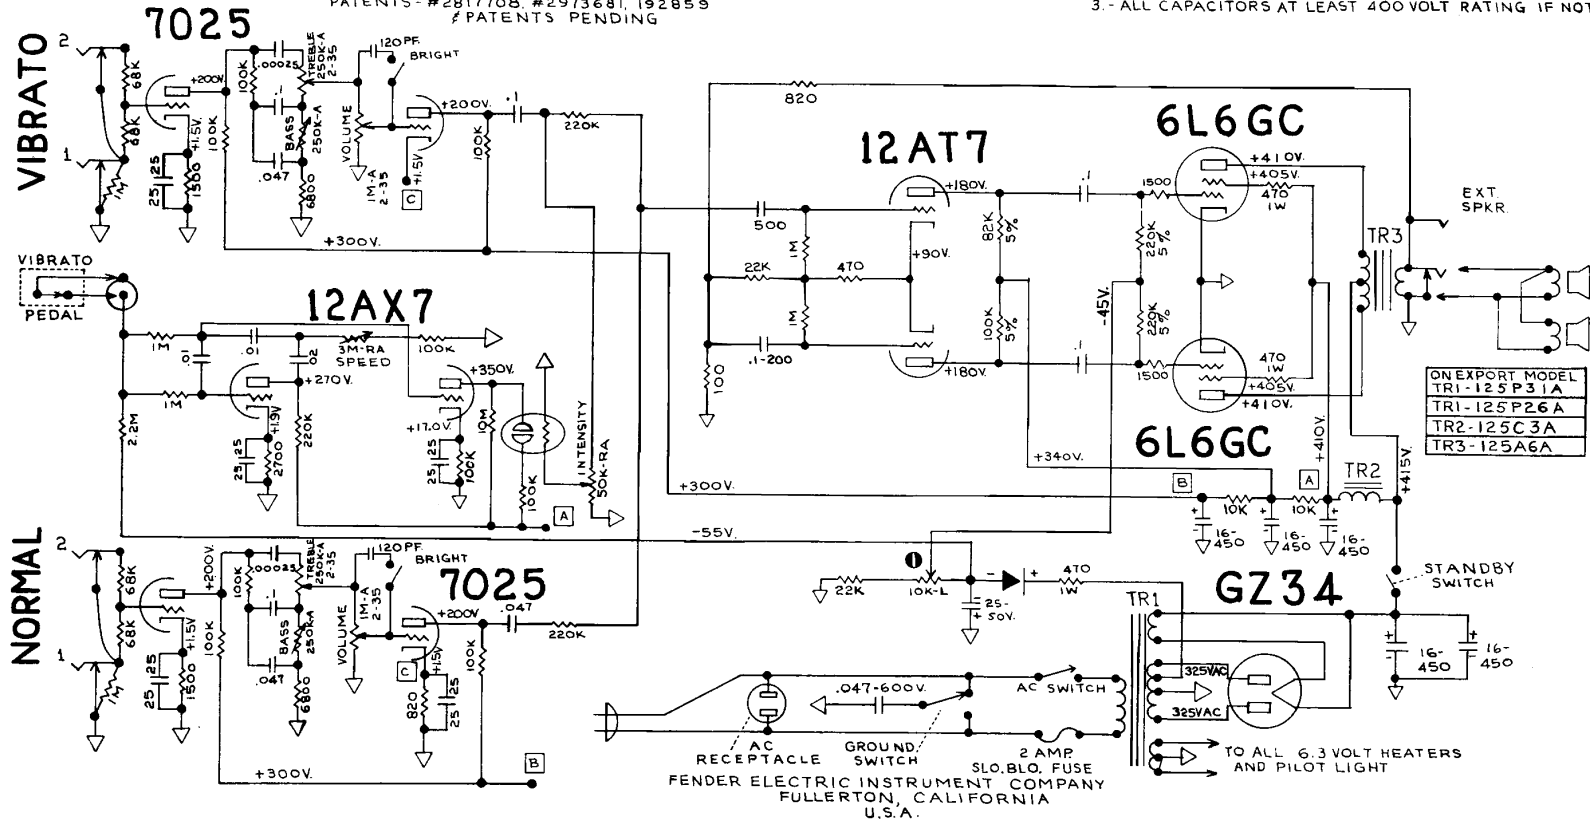 PATENTS-#2817708, #2973681, 192859
& PATENTS PENDING
3.- ALL CAPACITORS AT LEAST 400 VOLT RATING IF NOT
VIBRATO
7025
2
1
68K
68K
1M
+200V.
+1.5V.
25 25
1500
100K
100K
.00025
.1
.047
TREBLE
250K-A
2-35
BASS
250K-A
6800
120PF.
BRIGHT
VOLUME
1M-A
2-35
+200V.
+1.5V
C
100K
.1
220K
+300V.
820
12AT7
500
1M
22K
470
1M
.1-200
100
+180V.
+90V.
+180V.
82K
5%
100K
5%
.1
.1
-45V.
220K
5%
220K
5%
1500
1500
6L6GC
+410V.
+405V.
470
1W
470
1W
+405V.
+410V.
6L6GC
TR3
EXT.
SPKR.
ON EXPORT MODEL
TR1-125P31A
TR1-125P26A
TR2-125C3A
TR3-125A6A
VIBRATO
PEDAL
12AX7
1M
.01
.01
.02
3M-RA
SPEED
100K
1M
2.2M
+270V.
+1.9V
25 25
2700
220K
+350V.
+17.0V.
25 25
100K
10M
100K
INTENSITY
50K-RA
A
+340V.
+300V.
B
A
+410V.
TR2
+415V.
10K
10K
16-
450
16-
450
16-
450
-55V.
NORMAL
7025
2
1
68K
68K
1M
+200V.
+1.5V
25 25
1500
100K
100K
.00025
.1
.047
TREBLE
250K-A
2-35
BASS
250KA
6800
120PF.
BRIGHT
VOLUME
1M-A
2-35
+200V
+1.5V
C
820
25 25
100K
.047
220K
+300V.
B
1
22K
10K-L
- +
470
1W
25-
50V.
TR1
GZ34
STANDBY
SWITCH
16-
450
16-
450
325VAC
325VAC
AC
RECEPTACLE
.047-600V.
GROUND
SWITCH
AC SWITCH
2 AMP.
SLO.BLO. FUSE
TO ALL 6.3 VOLT HEATERS
AND PILOT LIGHT
FENDER ELECTRIC INSTRUMENT COMPANY
FULLERTON, CALIFORNIA
U.S.A.